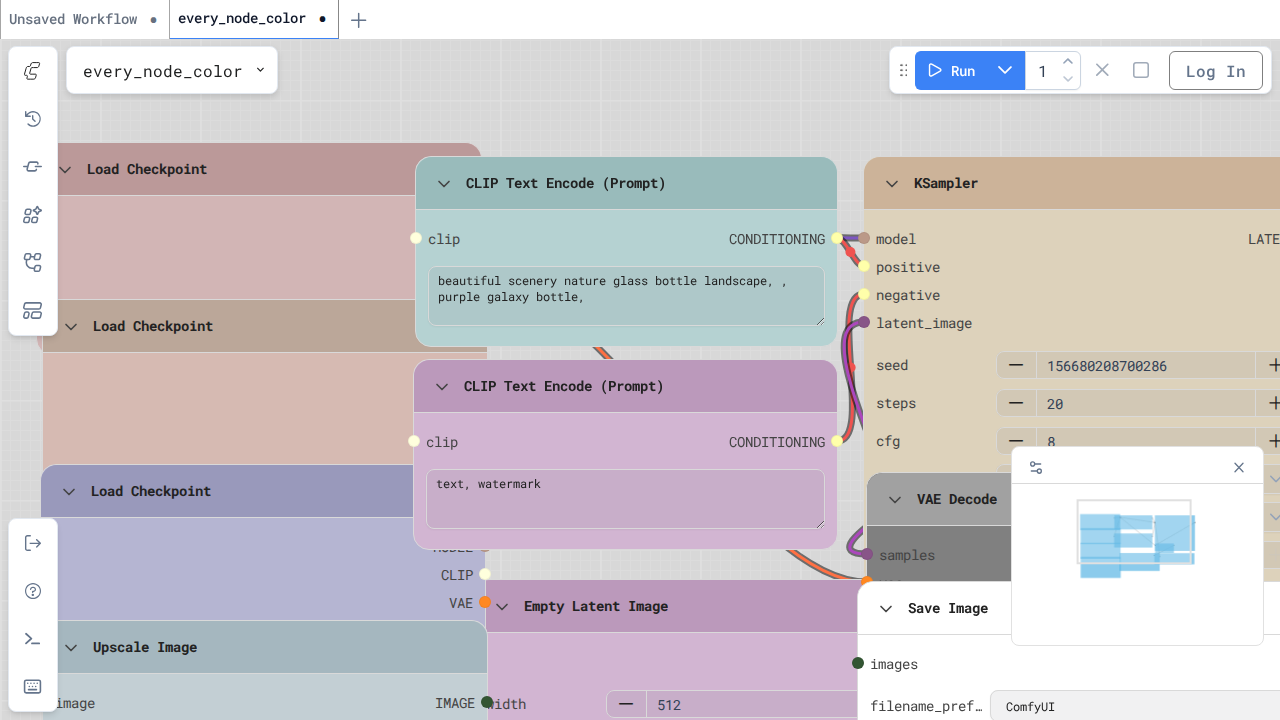 Unsaved Workflow
every_node_color
every_node_color
Run
1
Log In
Load Checkpoint
CLIP Text Encode (Prompt)
clip
CONDITIONING
beautiful scenery nature glass bottle landscape, ,
purple galaxy bottle,
KSampler
model
LATE
positive
negative
latent_image
seed
156680208700286
steps
20
cfg
8
Load Checkpoint
CLIP Text Encode (Prompt)
clip
CONDITIONING
text, watermark
Load Checkpoint
MODEL
CLIP
VAE
VAE Decode
samples
Empty Latent Image
width
512
Save Image
images
filename_pref…
ComfyUI
Upscale Image
image
IMAGE